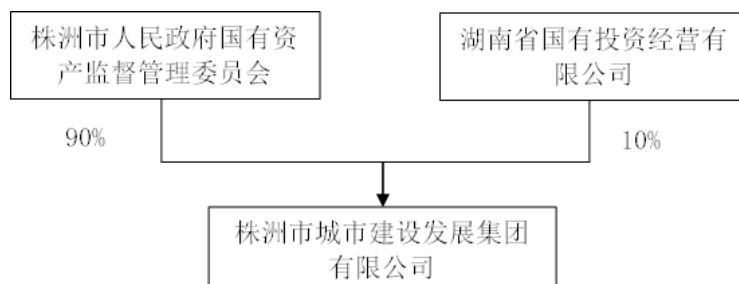 株洲市人民政府国有资
产监督管理委员会
湖南省国有投资经营有
限公司
90%
10%
株洲市城市建设发展集团
有限公司